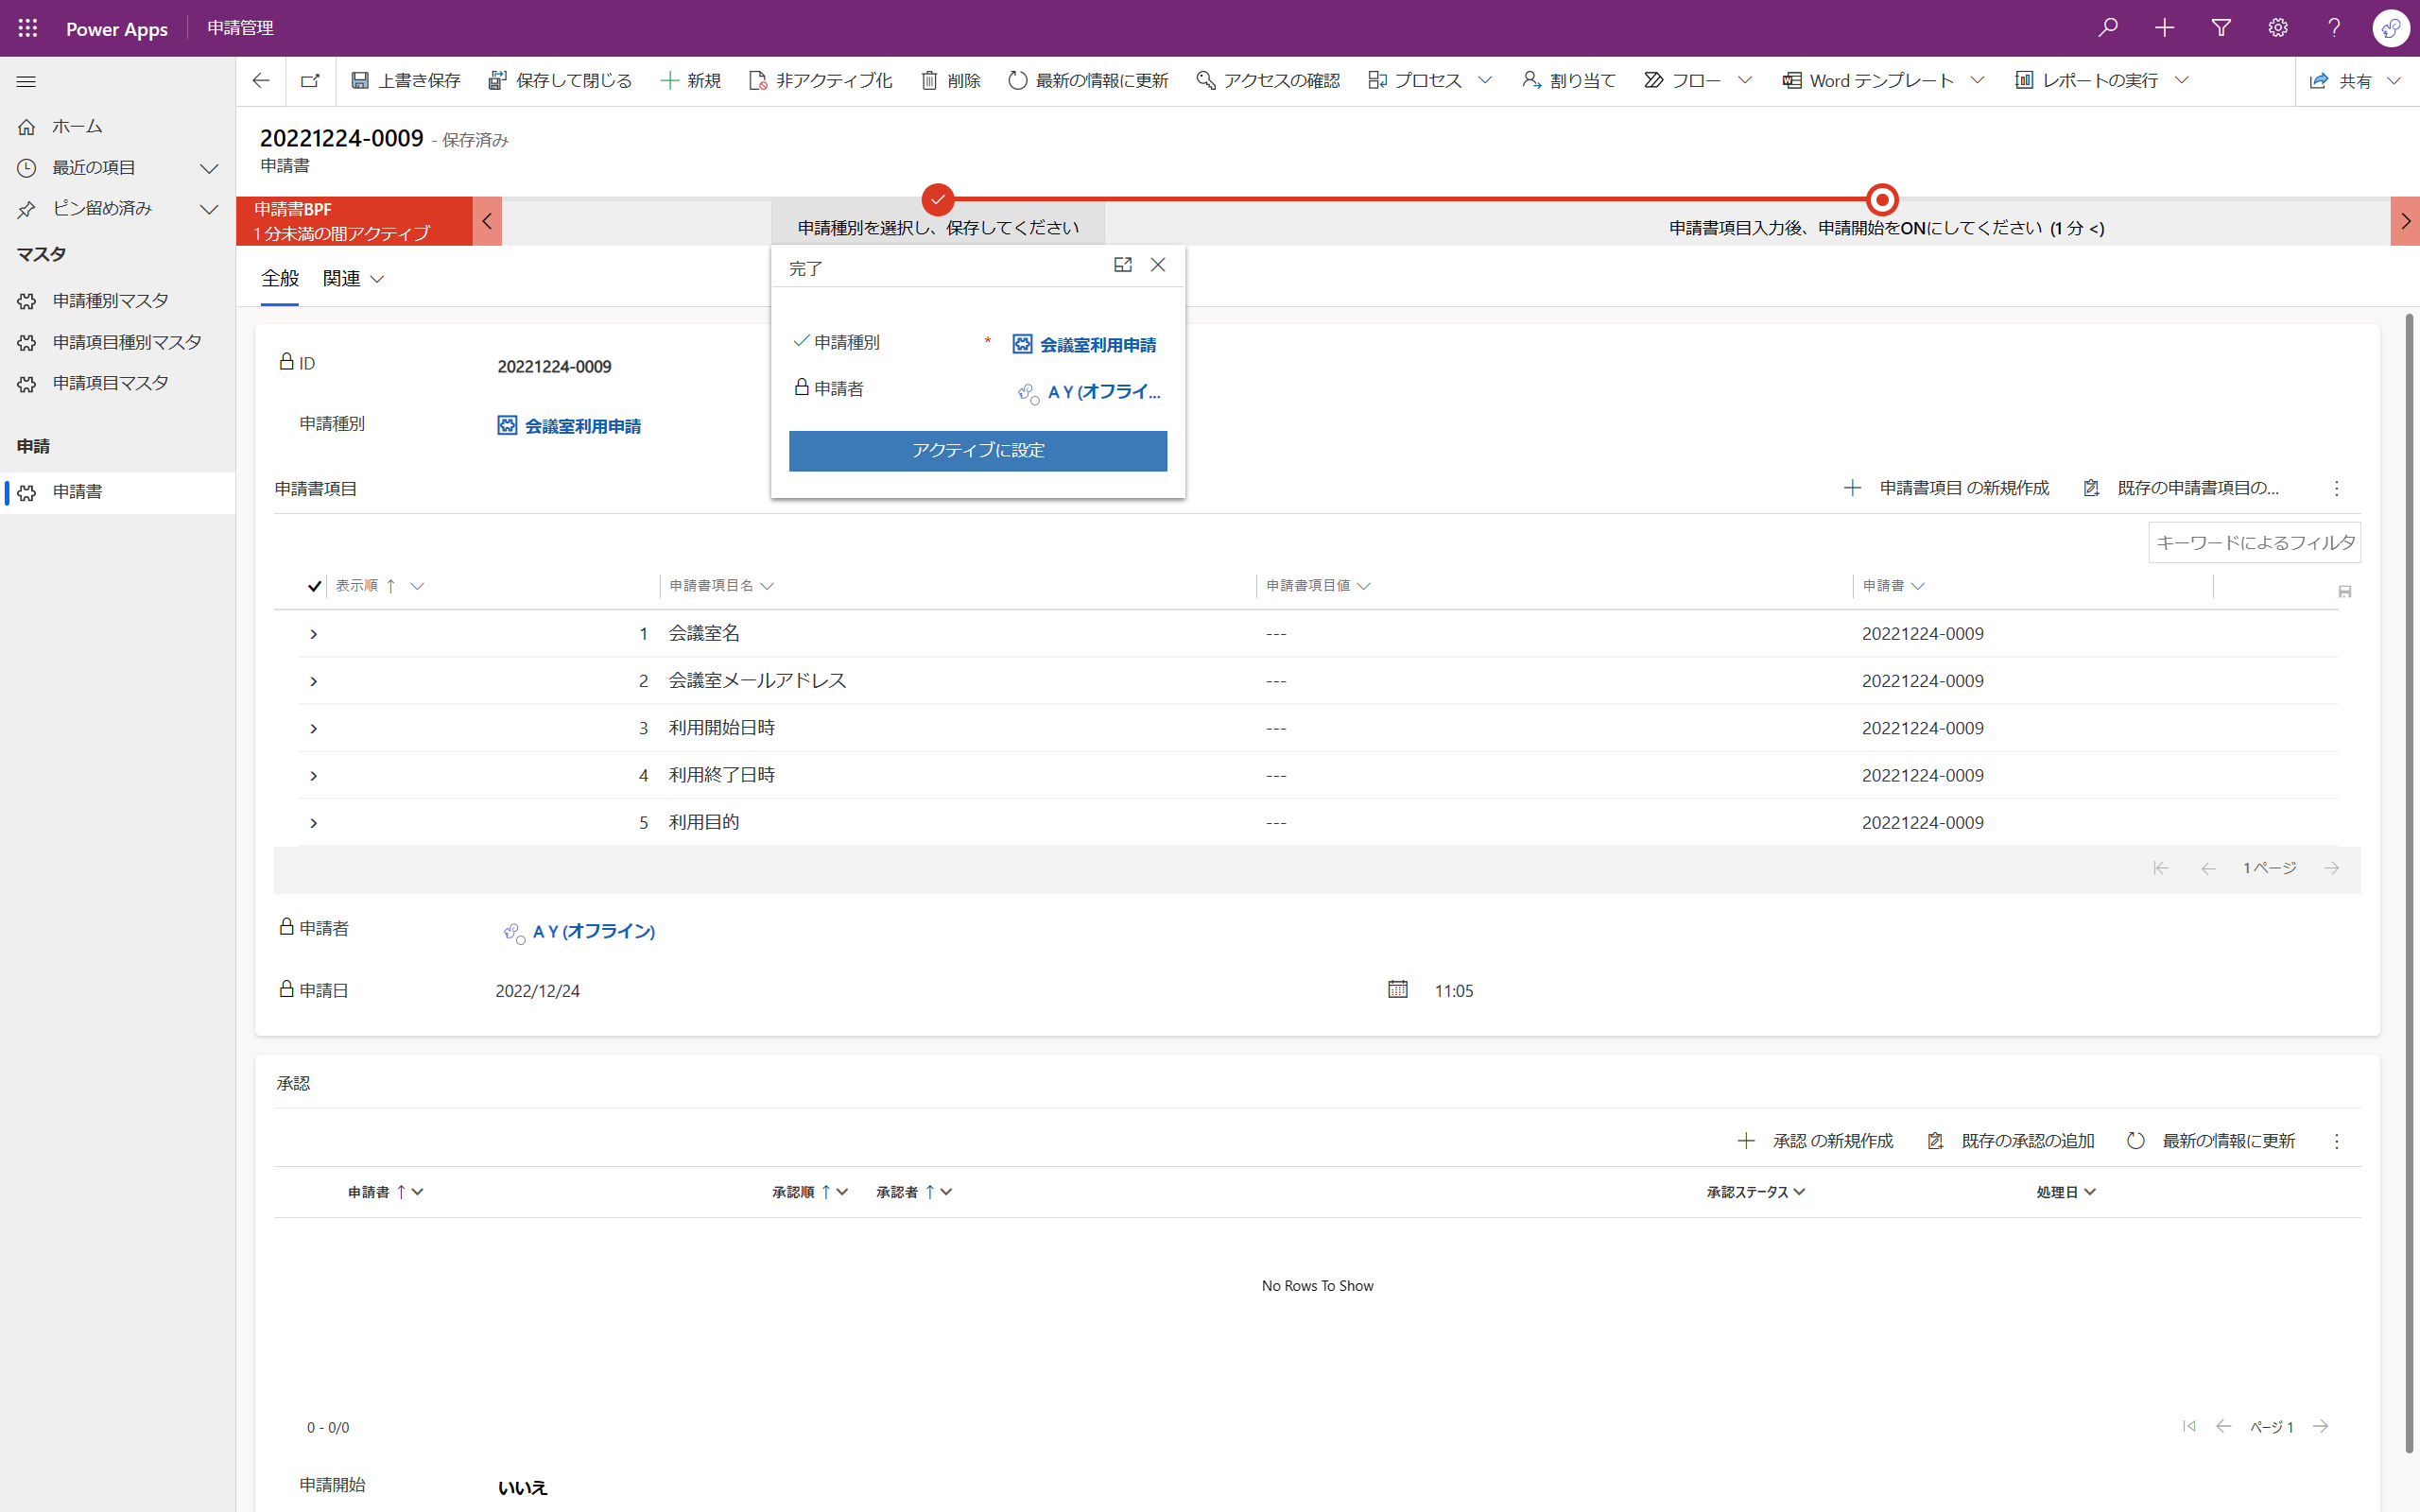 Power Apps
申請管理
上書き保存
保存して閉じる
新規
非アクティブ化
削除
最新の情報に更新
アクセスの確認
プロセス
割り当て
フロー
Word テンプレート
レポートの実行
共有
ホーム
最近の項目
ピン留め済み
マスタ
申請種別マスタ
申請項目種別マスタ
申請項目マスタ
申請
申請書
20221224-0009 - 保存済み
申請書
申請書BPF
1 分未満の間アクティブ
申請種別を選択し、保存してください
申請書項目入力後、申請開始をONにしてください (1 分 <)
全般
関連
完了
申請種別 * 会議室利用申請
申請者 A Y (オフライ...
アクティブに設定
ID 20221224-0009
申請種別 会議室利用申請
申請書項目
申請書項目 の新規作成
既存の申請書項目の...
キーワードによるフィルタ
表示順 申請書項目名 申請書項目値 申請書
1 会議室名 --- 20221224-0009
2 会議室メールアドレス --- 20221224-0009
3 利用開始日時 --- 20221224-0009
4 利用終了日時 --- 20221224-0009
5 利用目的 --- 20221224-0009
1 ページ
申請者 A Y (オフライン)
申請日 2022/12/24 11:05
承認
承認 の新規作成
既存の承認の追加
最新の情報に更新
申請書 承認順 承認者 承認ステータス 処理日
No Rows To Show
0 - 0/0
ページ 1
申請開始 いいえ